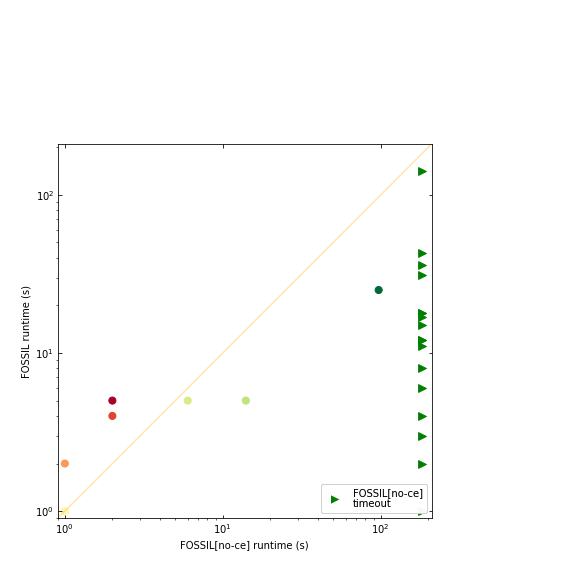 FOSSIL runtime (s)
10²
10¹
10⁰
FOSSIL[no-ce]
timeout
10⁰ 10¹ 10²
FOSSIL[no-ce] runtime (s)